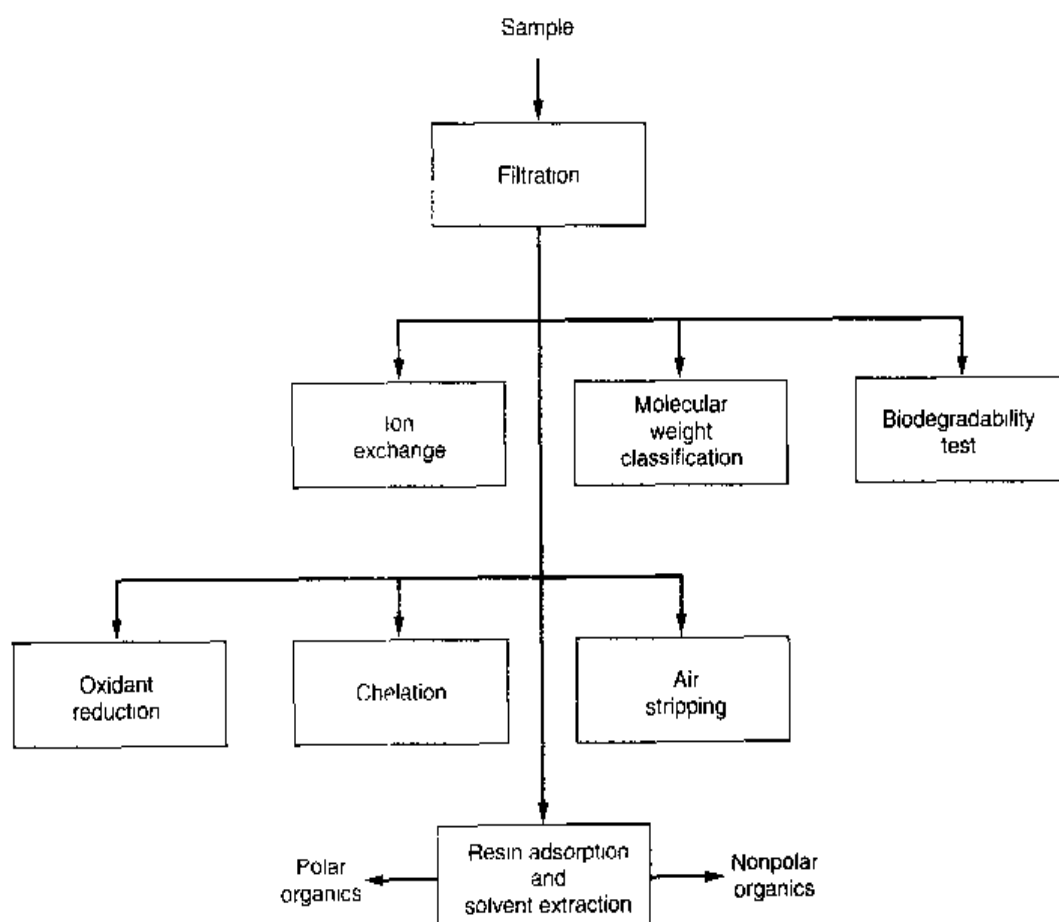 Sample
Filtration
Ion
exchange
Molecular
weight
classification
Biodegradability
test
Oxidant
reduction
Chelation
Air
stripping
Polar
organics
Resin adsorption
and
solvent extraction
Nonpolar
organics